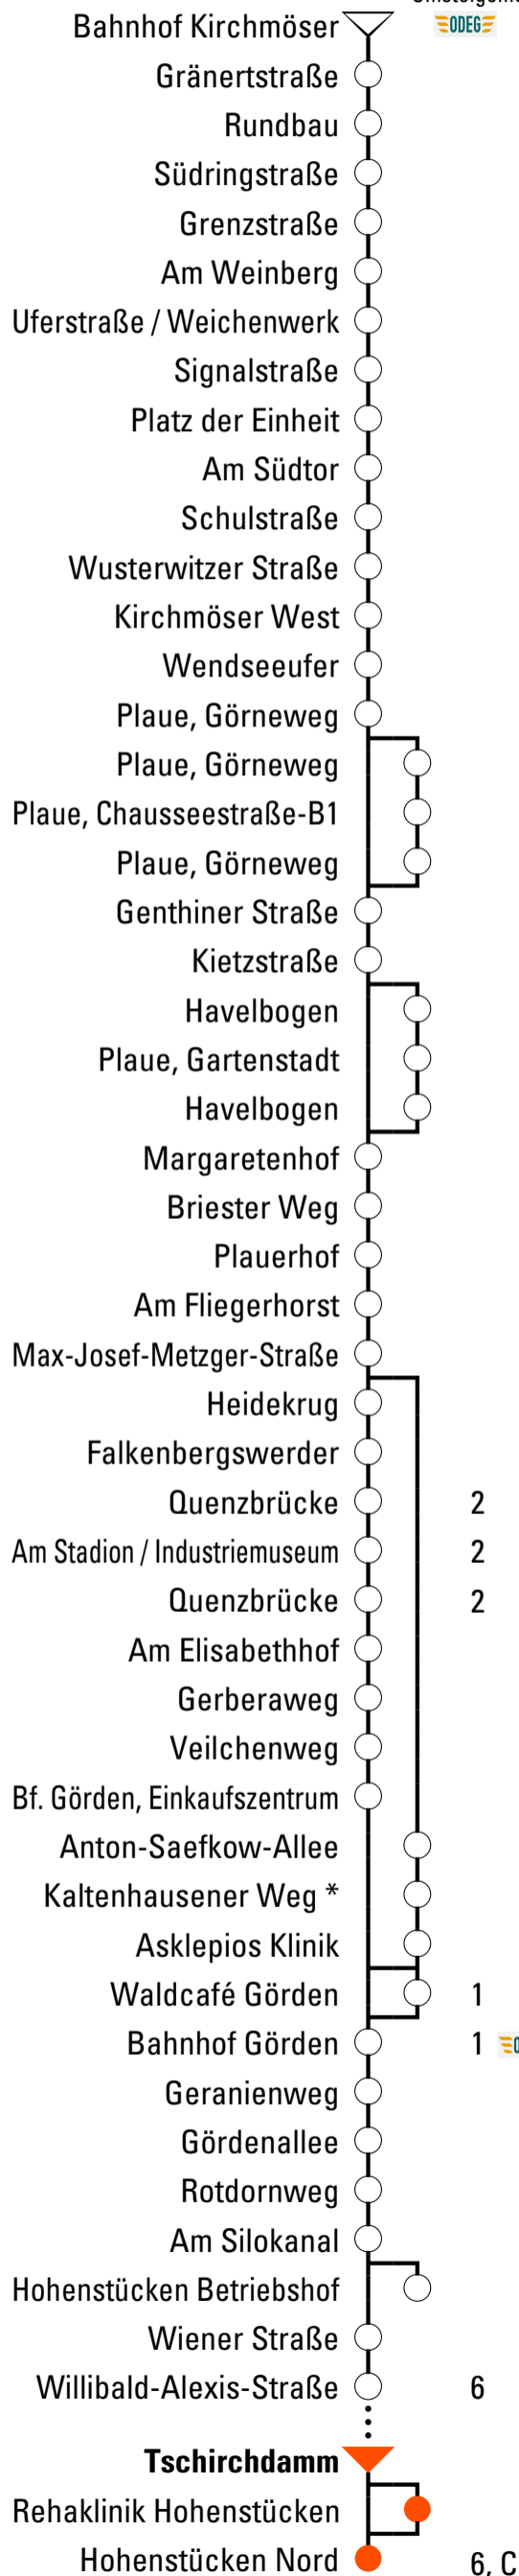 Bahnhof Kirchmöser ODEG
Gränertstraße
Rundbau
Südringstraße
Grenzstraße
Am Weinberg
Uferstraße / Weichenwerk
Signalstraße
Platz der Einheit
Am Südtor
Schulstraße
Wusterwitzer Straße
Kirchmöser West
Wendseeufer
Plaue, Görneweg
Plaue, Görneweg
Plaue, Chausseestraße-B1
Plaue, Görneweg
Genthiner Straße
Kietzstraße
Havelbogen
Plaue, Gartenstadt
Havelbogen
Margaretenhof
Briester Weg
Plauerhof
Am Fliegerhorst
Max-Josef-Metzger-Straße
Heidekrug
Falkenbergswerder
Quenzbrücke 2
Am Stadion / Industriemuseum 2
Quenzbrücke 2
Am Elisabethhof
Gerberaweg
Veilchenweg
Bf. Görden, Einkaufszentrum
Anton-Saefkow-Allee
Kaltenhausener Weg *
Asklepios Klinik
Waldcafé Görden 1
Bahnhof Görden 1
Geranienweg
Gördenallee
Rotdornweg
Am Silokanal
Hohenstücken Betriebshof
Wiener Straße
Willibald-Alexis-Straße 6
Tschirchdamm
Rehaklinik Hohenstücken
Hohenstücken Nord 6, C